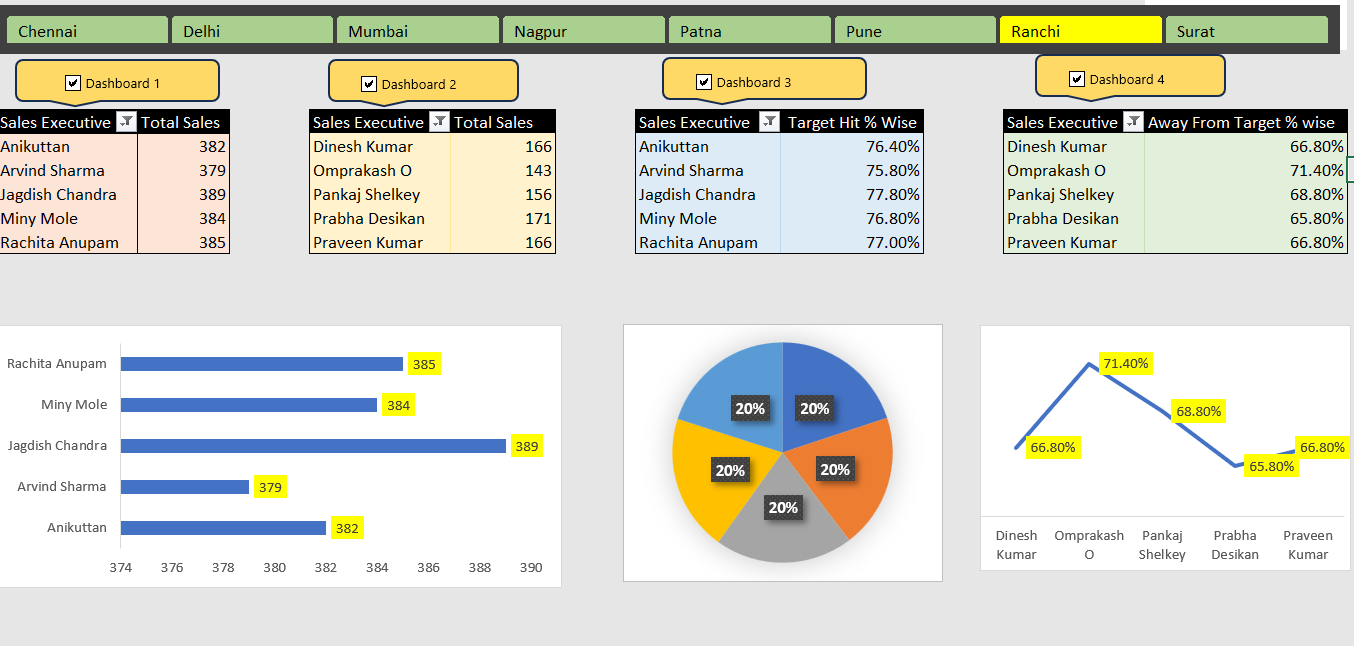 Chennai Delhi Mumbai Nagpur Patna Pune Ranchi Surat
Dashboard 1 Dashboard 2 Dashboard 3 Dashboard 4
Sales Executive Total Sales
Anikuttan 382
Arvind Sharma 379
Jagdish Chandra 389
Miny Mole 384
Rachita Anupam 385
Sales Executive Total Sales
Dinesh Kumar 166
Omprakash O 143
Pankaj Shelkey 156
Prabha Desikan 171
Praveen Kumar 166
Sales Executive Target Hit % Wise
Anikuttan 76.40%
Arvind Sharma 75.80%
Jagdish Chandra 77.80%
Miny Mole 76.80%
Rachita Anupam 77.00%
Sales Executive Away From Target % wise
Dinesh Kumar 66.80%
Omprakash O 71.40%
Pankaj Shelkey 68.80%
Prabha Desikan 65.80%
Praveen Kumar 66.80%
Rachita Anupam 385
Miny Mole 384
Jagdish Chandra 389
Arvind Sharma 379
Anikuttan 382
374 376 378 380 382 384 386 388 390
20% 20%
20% 20%
20%
71.40%
68.80%
66.80% 66.80%
65.80%
Dinesh Omprakash Pankaj Prabha Praveen
Kumar O Shelkey Desikan Kumar